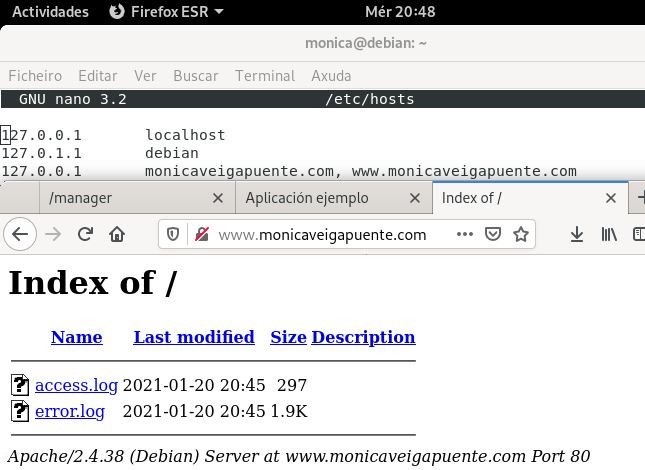 Actividades Firefox ESR Mér 20:48
monica@debian: ~
Ficheiro Editar Ver Buscar Terminal Axuda
GNU nano 3.2 /etc/hosts
127.0.0.1 localhost
127.0.1.1 debian
127.0.0.1 monicaveigapuente.com, www.monicaveigapuente.com
/manager Aplicación ejemplo Index of /
www.monicaveigapuente.com
Index of /
Name Last modified Size Description
access.log 2021-01-20 20:45 297
error.log 2021-01-20 20:45 1.9K
Apache/2.4.38 (Debian) Server at www.monicaveigapuente.com Port 80